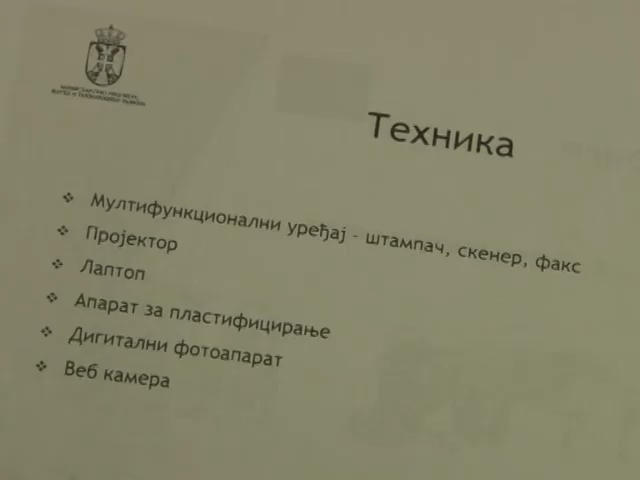 Техника
Мултифункционални уређај - штампач, скенер, факс
Пројектор
Лаптоп
Апарат за пластифицирање
Дигитални фотоапарат
Веб камера